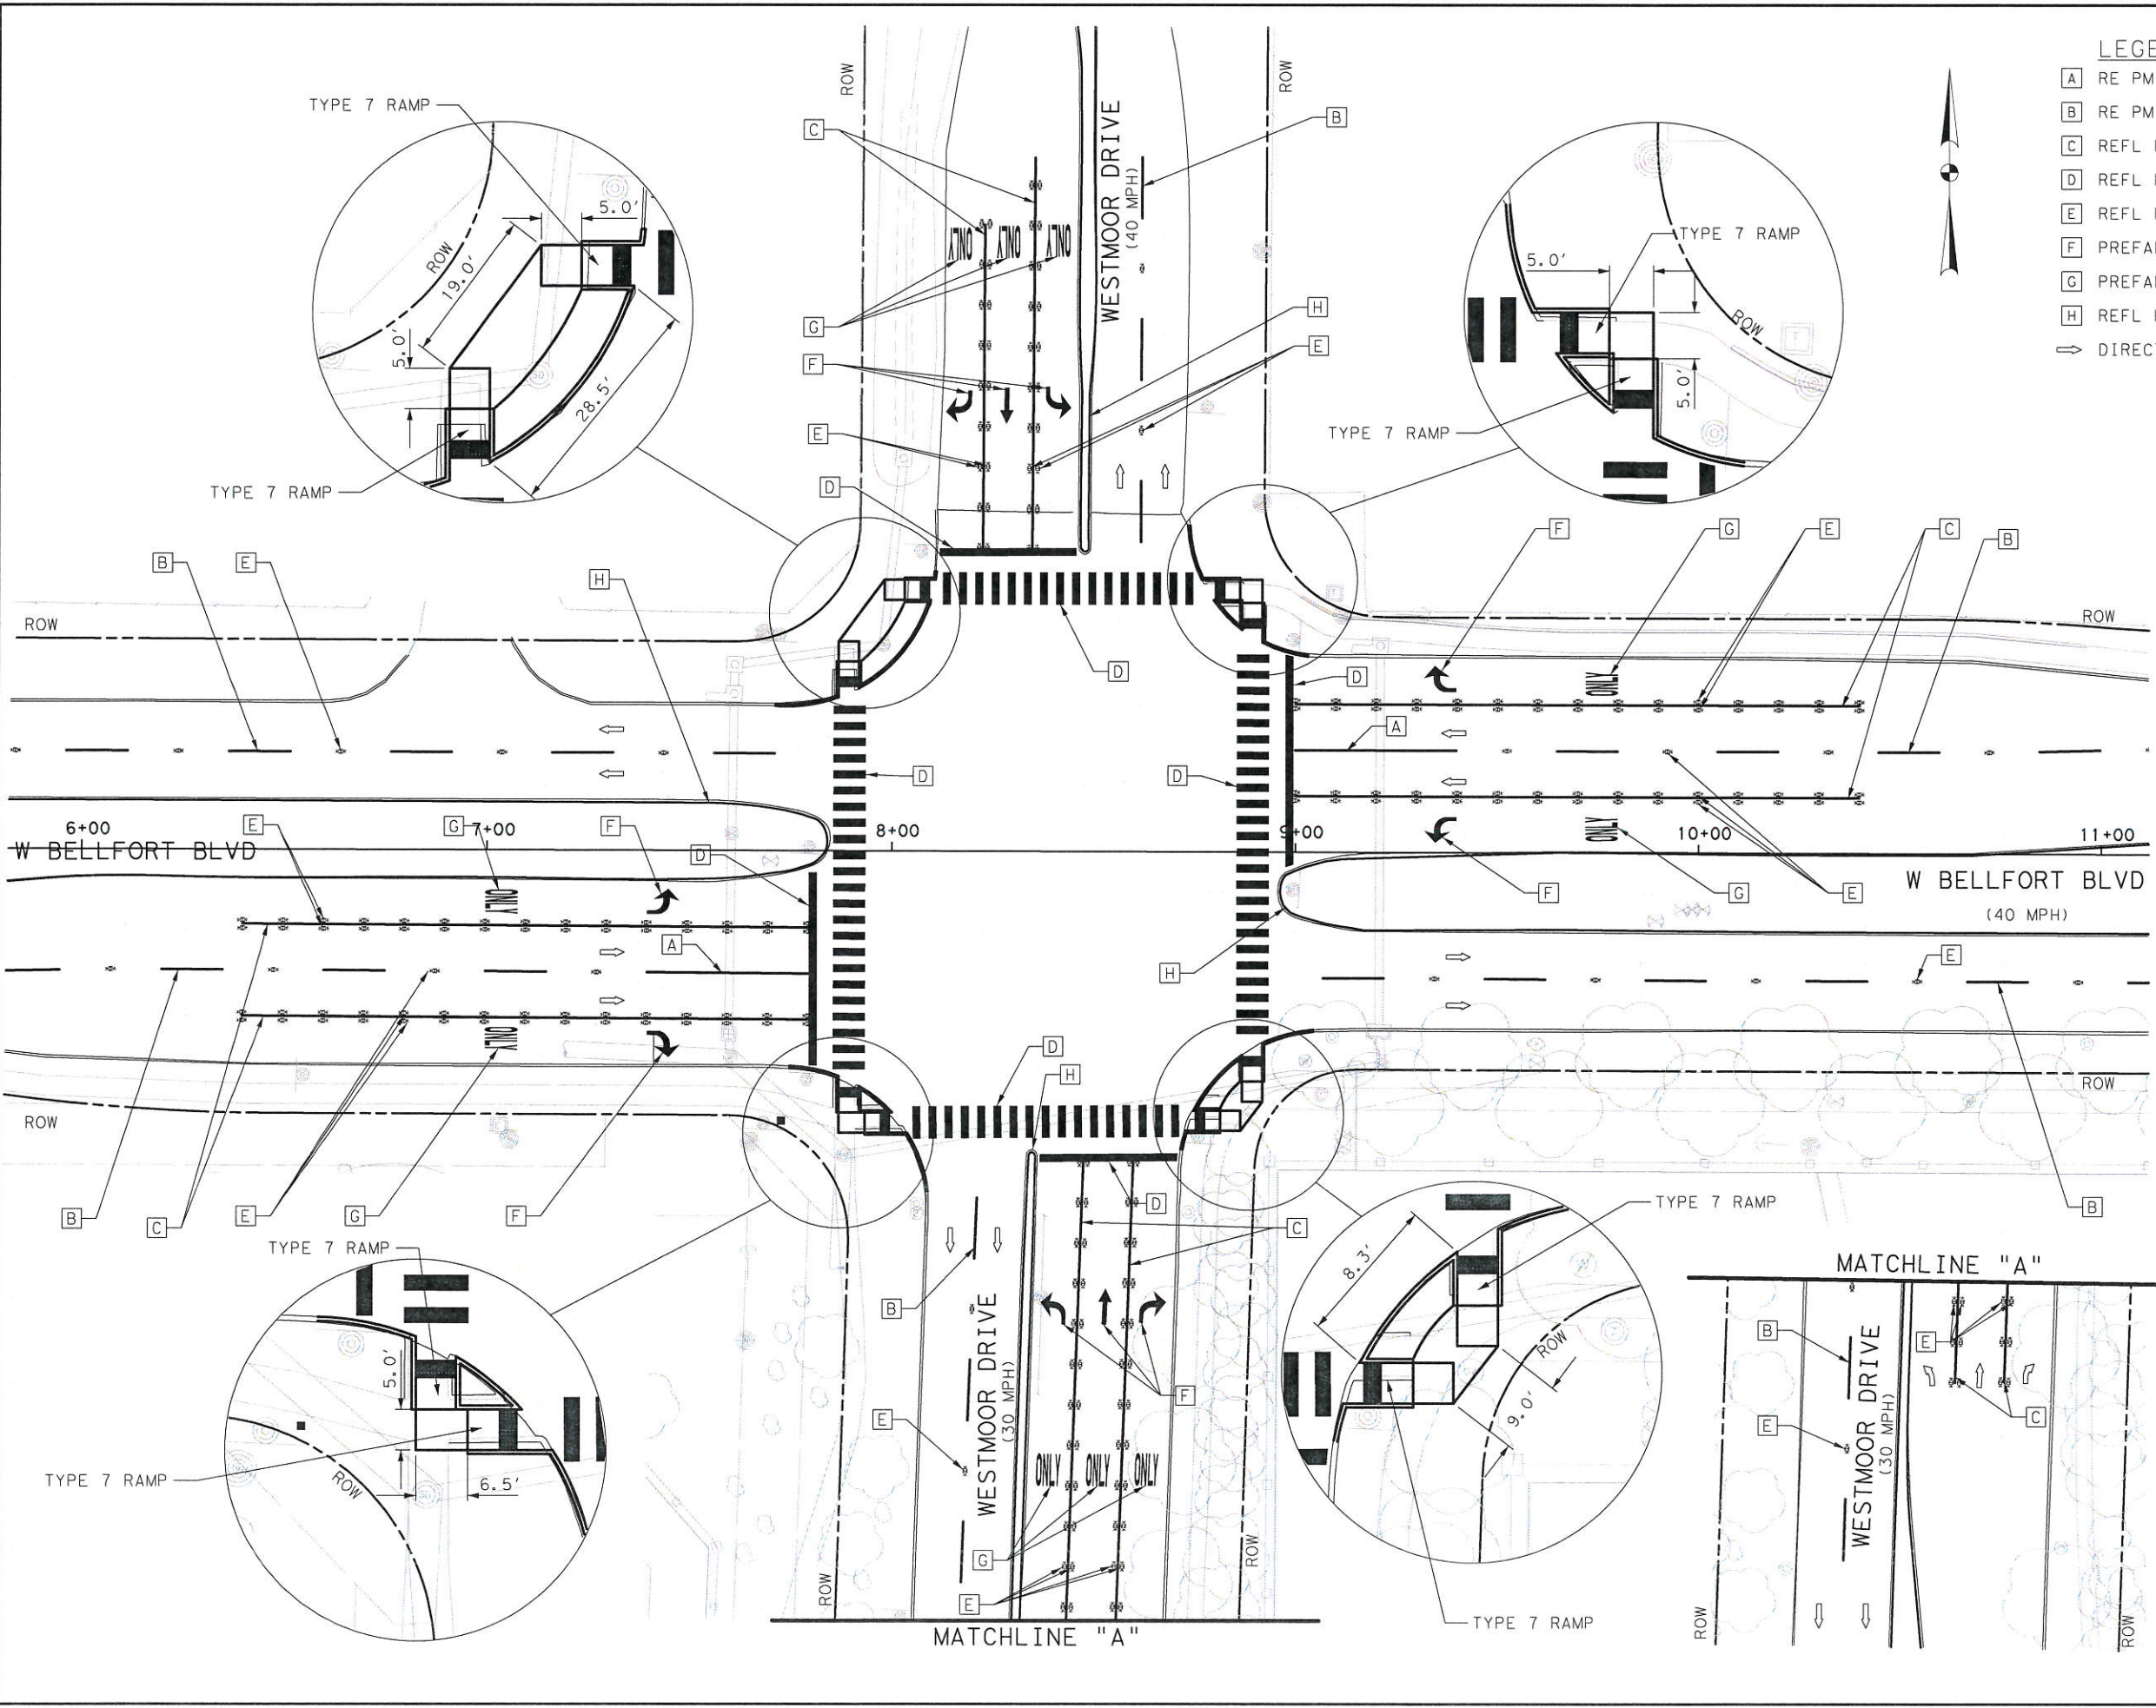 LEGE
A RE PM
B RE PM
C REFL
D REFL
E REFL
F PREFA
G PREFA
H REFL
DIREC
ROW
ROW
WESTMOOR DRIVE
(40 MPH)
C
B
G
F
E
D
H
E
ONLY
ONLY
ONLY
TYPE 7 RAMP
5.0'
ROW
19.0'
5.0'
28.5'
TYPE 7 RAMP
TYPE 7 RAMP
5.0'
ROW
5.0'
TYPE 7 RAMP
B
E
H
F
G
E
C
B
ROW
ROW
D
D
D
D
A
ONLY
6+00
E
G
7+00
F
8+00
9+00
10+00
11+00
W BELLFORT BLVD
D
ONLY
F
G
E
W BELLFORT BLVD
(40 MPH)
ONLY
A
H
E
ONLY
D
H
ROW
ROW
B
C
E
G
F
D
C
B
TYPE 7 RAMP
5.0'
6.5'
ROW
TYPE 7 RAMP
B
E
WESTMOOR DRIVE
(30 MPH)
F
ONLY
ONLY
ONLY
G
E
ROW
ROW
MATCHLINE "A"
TYPE 7 RAMP
8.3'
ROW
9.0'
TYPE 7 RAMP
MATCHLINE "A"
B
E
E
C
WESTMOOR DRIVE
(30 MPH)
ROW
ROW